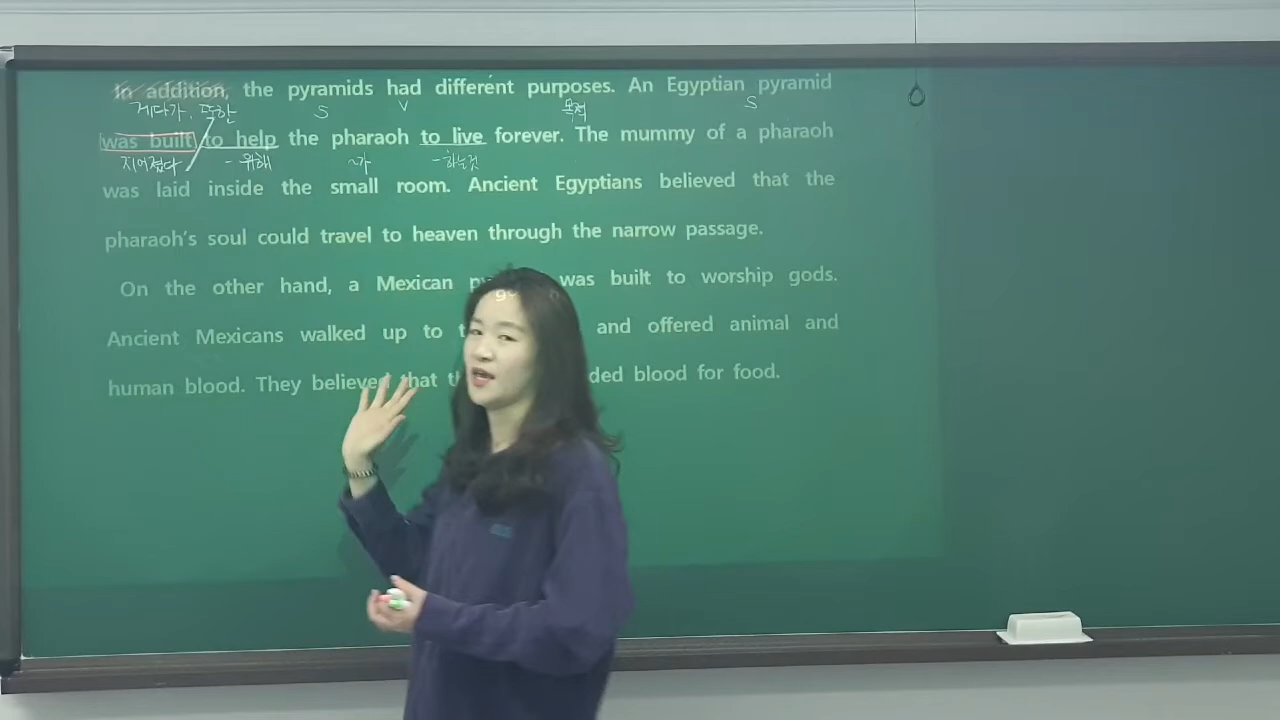 In addition, the pyramids had different purposes. An Egyptian pyramid
게다가, 또한 S V 목적 S
was built to help the pharaoh to live forever. The mummy of a pharaoh
지어졌다 ~위해 ~가 ~하는것
was laid inside the small room. Ancient Egyptians believed that the
pharaoh's soul could travel to heaven through the narrow passage.
On the other hand, a Mexican was built to worship gods.
Ancient Mexicans walked up to and offered animal and
human blood. They believed that blood for food.